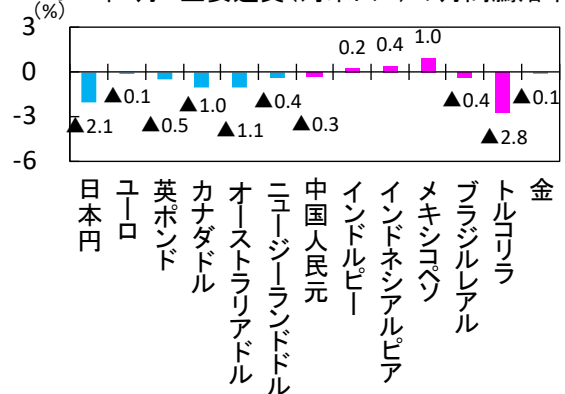 (%)
3
0
-3
-6
▲ 2.1
▲ 0.1
▲ 0.5
▲ 1.0
▲ 1.1
▲ 0.4
▲ 0.3
0.2
0.4
1.0
▲ 0.4
▲ 2.8
▲ 0.1
日本円
ユーロ
英ポンド
カナダドル
オーストラリアドル
ニュージーランドドル
中国人民元
インドルピー
インドネシアルピア
メキシコペソ
ブラジルレアル
トルコリラ
金